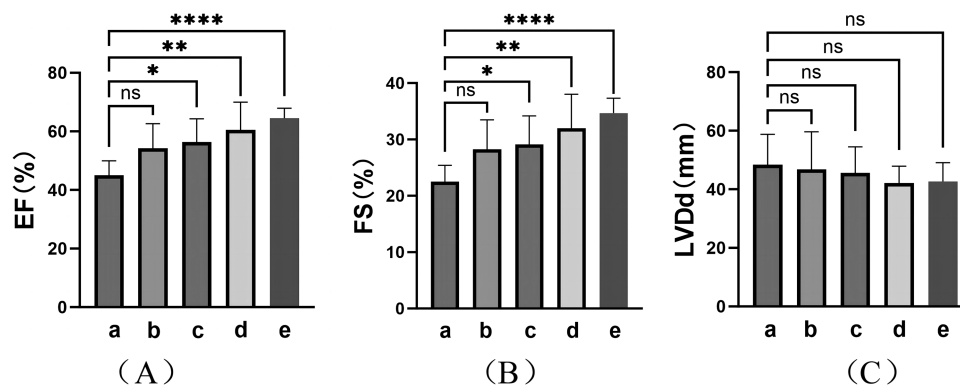 ****
**
*
ns
EF(%)
80
60
40
20
0
a b c d e
(A)
****
**
*
ns
FS(%)
40
30
20
10
0
a b c d e
(B)
ns
ns
ns
ns
LVDd(mm)
80
60
40
20
0
a b c d e
(C)